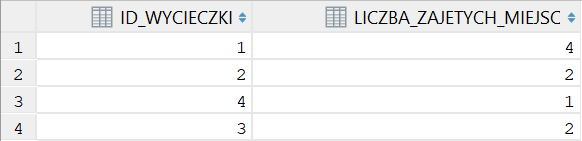 ID_WYCIECZKI LICZBA_ZAJETYCH_MIEJSC
1 1 4
2 2 2
3 4 1
4 3 2